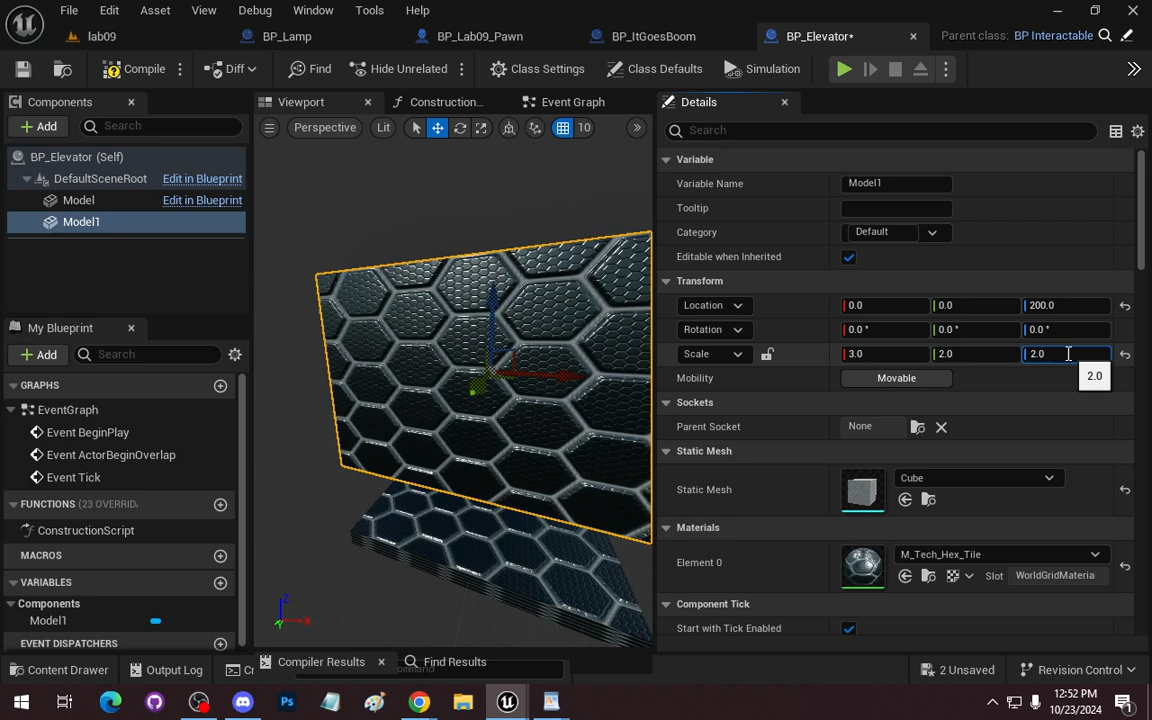 File Edit Asset View Debug Window Tools Help
lab09 BP_Lamp BP_Lab09_Pawn BP_ItGoesBoom BP_Elevator* Parent class: BP Interactable
Compile Diff Find Hide Unrelated Class Settings Class Defaults Simulation
Components Viewport Construction... Event Graph Details
Add Search Perspective Lit 10 Search
BP_Elevator (Self)
DefaultSceneRoot Edit in Blueprint
Model Edit in Blueprint
Model1
Variable
Variable Name Model1
Tooltip
Category Default
Editable when Inherited
Transform
Location 0.0 0.0 200.0
Rotation 0.0 ° 0.0 ° 0.0 °
Scale 3.0 2.0 2.0
2.0
Mobility Movable
Sockets
Parent Socket None
Static Mesh
Static Mesh Cube
Materials
Element 0 M_Tech_Hex_Tile
Slot WorldGridMateria
Component Tick
Start with Tick Enabled
My Blueprint
Add Search
GRAPHS
EventGraph
Event BeginPlay
Event ActorBeginOverlap
Event Tick
FUNCTIONS (23 OVERRID
ConstructionScript
MACROS
VARIABLES
Components
Model1
EVENT DISPATCHERS
Z
X
Y
Compiler Results Find Results
Content Drawer Output Log 2 Unsaved Revision Control
12:52 PM
10/23/2024
1